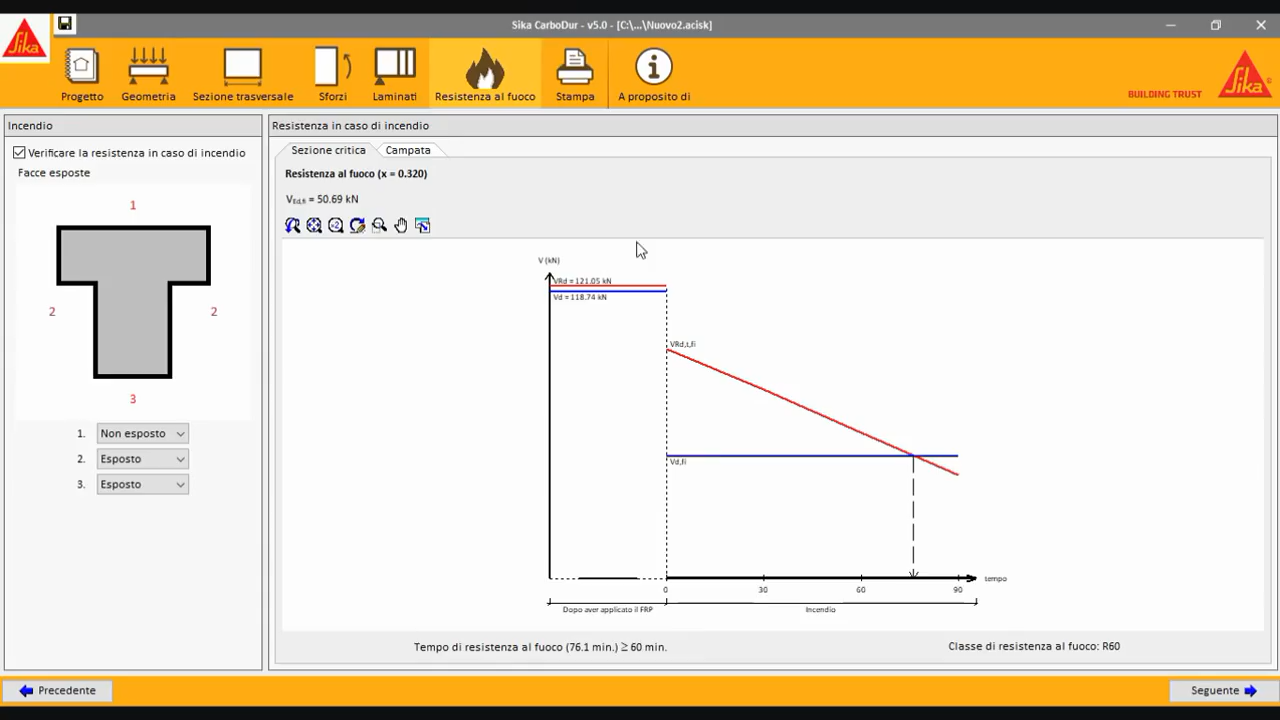 Sika CarboDur - v5.0 - [C:\...\Nuovo2.acisk]
Sika
Progetto
Geometria
Sezione trasversale
Sforzi
Laminati
Resistenza al fuoco
Stampa
A proposito di
BUILDING TRUST
Sika
Incendio
Verificare la resistenza in caso di incendio
Facce esposte
1
2
2
3
1. Non esposto
2. Esposto
3. Esposto
Resistenza in caso di incendio
Sezione critica
Campata
Resistenza al fuoco (x = 0.320)
VEd,fi = 50.69 kN
V (kN)
VRd = 121.05 kN
Vd = 118.74 kN
VRd,t,fi
Vd,fi
tempo
0 30 60 90
Dopo aver applicato il FRP
Incendio
Tempo di resistenza al fuoco (76.1 min.) ≥ 60 min.
Classe di resistenza al fuoco: R60
Precedente
Seguente